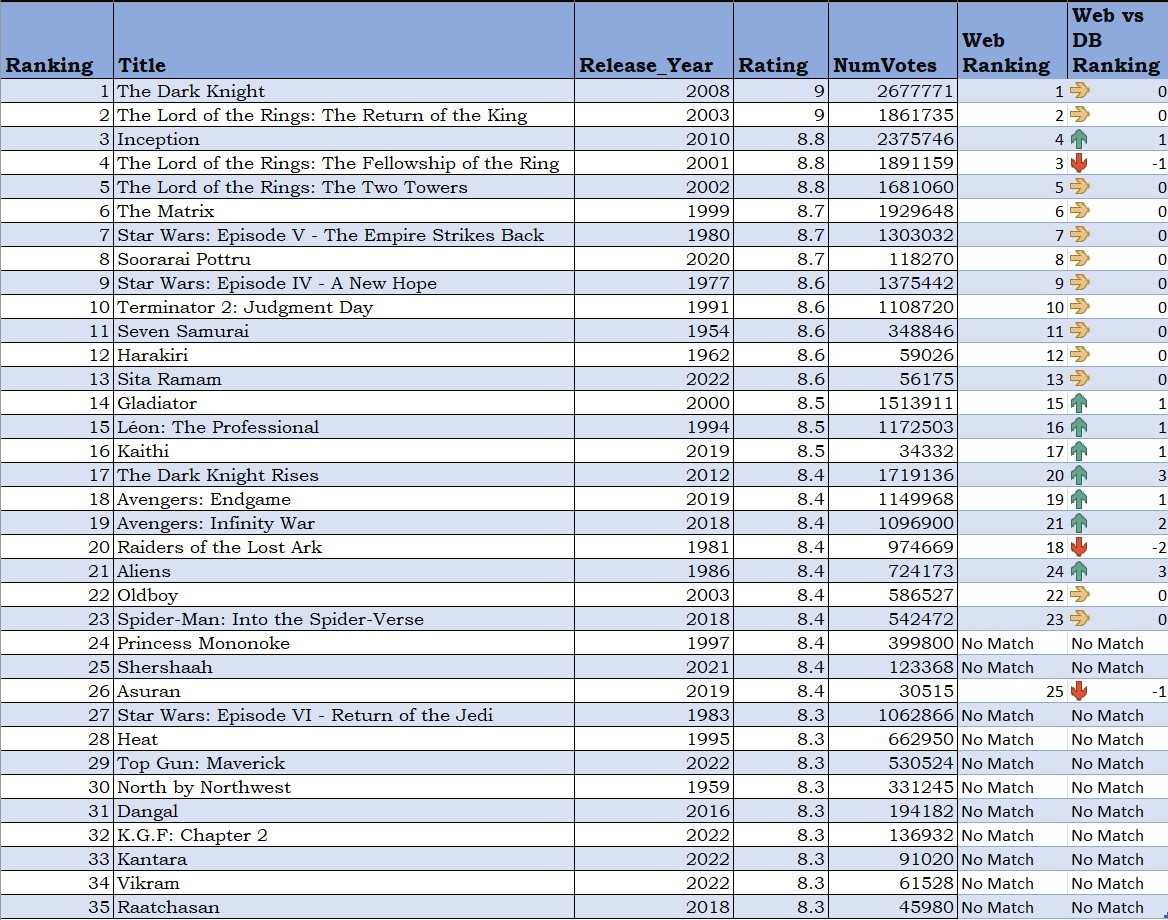 Ranking Title Release_Year Rating NumVotes Web Ranking Web vs DB Ranking
1 The Dark Knight 2008 9 2677771 1 0
2 The Lord of the Rings: The Return of the King 2003 9 1861735 2 0
3 Inception 2010 8.8 2375746 4 1
4 The Lord of the Rings: The Fellowship of the Ring 2001 8.8 1891159 3 -1
5 The Lord of the Rings: The Two Towers 2002 8.8 1681060 5 0
6 The Matrix 1999 8.7 1929648 6 0
7 Star Wars: Episode V - The Empire Strikes Back 1980 8.7 1303032 7 0
8 Soorarai Pottru 2020 8.7 118270 8 0
9 Star Wars: Episode IV - A New Hope 1977 8.6 1375442 9 0
10 Terminator 2: Judgment Day 1991 8.6 1108720 10 0
11 Seven Samurai 1954 8.6 348846 11 0
12 Harakiri 1962 8.6 59026 12 0
13 Sita Ramam 2022 8.6 56175 13 0
14 Gladiator 2000 8.5 1513911 15 1
15 Léon: The Professional 1994 8.5 1172503 16 1
16 Kaithi 2019 8.5 34332 17 1
17 The Dark Knight Rises 2012 8.4 1719136 20 3
18 Avengers: Endgame 2019 8.4 1149968 19 1
19 Avengers: Infinity War 2018 8.4 1096900 21 2
20 Raiders of the Lost Ark 1981 8.4 974669 18 -2
21 Aliens 1986 8.4 724173 24 3
22 Oldboy 2003 8.4 586527 22 0
23 Spider-Man: Into the Spider-Verse 2018 8.4 542472 23 0
24 Princess Mononoke 1997 8.4 399800 No Match No Match
25 Shershaah 2021 8.4 123368 No Match No Match
26 Asuran 2019 8.4 30515 25 -1
27 Star Wars: Episode VI - Return of the Jedi 1983 8.3 1062866 No Match No Match
28 Heat 1995 8.3 662950 No Match No Match
29 Top Gun: Maverick 2022 8.3 530524 No Match No Match
30 North by Northwest 1959 8.3 331245 No Match No Match
31 Dangal 2016 8.3 194182 No Match No Match
32 K.G.F: Chapter 2 2022 8.3 136932 No Match No Match
33 Kantara 2022 8.3 91020 No Match No Match
34 Vikram 2022 8.3 61528 No Match No Match
35 Raatchasan 2018 8.3 45980 No Match No Match